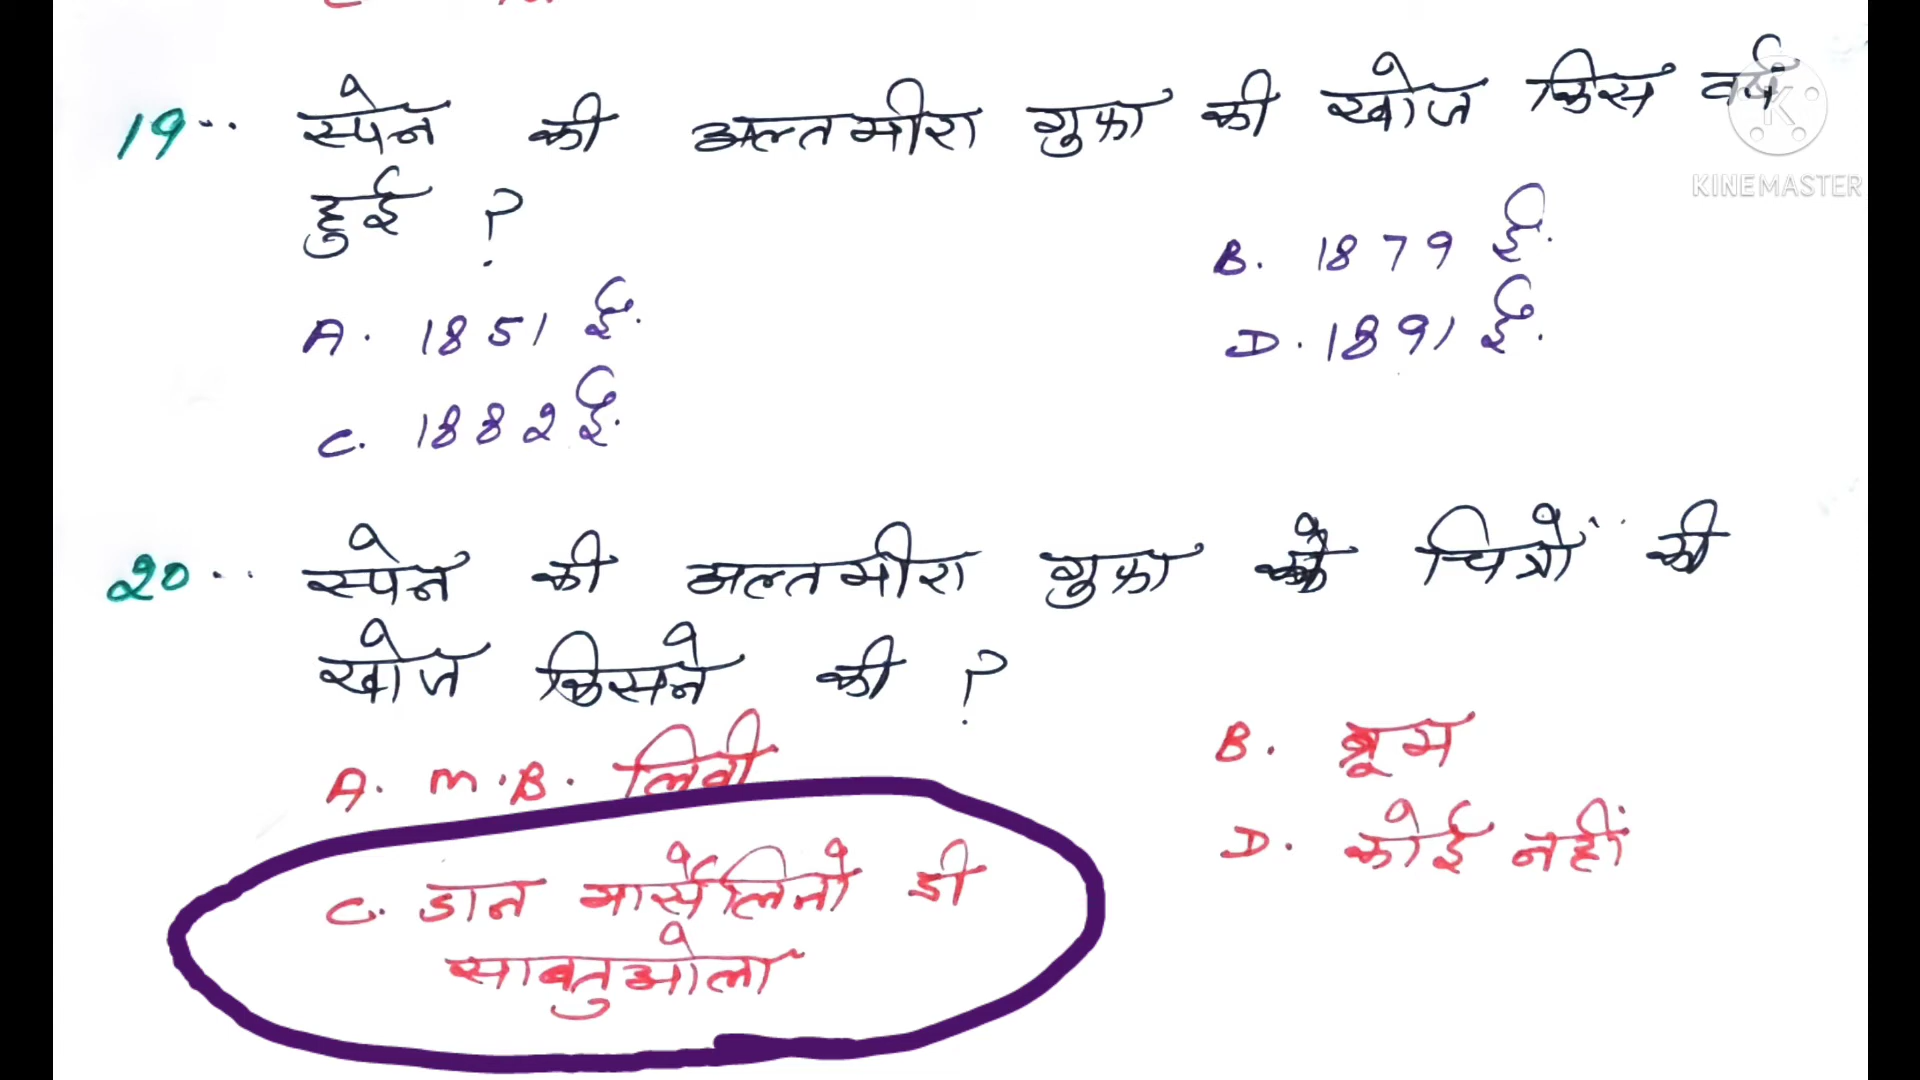 19.. स्पेन की अल्तमीरा गुफा की खोज किस वर्ष
हुई ?
KINEMASTER
A. 1851 ई.
B. 1879 ई.
C. 1882 ई.
D. 1891 ई.
20.. स्पेन की अल्तमीरा गुफा के चित्रों की
खोज किसने की ?
A. M.B. लिवी
B. ब्रूम
C. डान मार्सेलिनो डी
साबतुओला
D. कोई नहीं